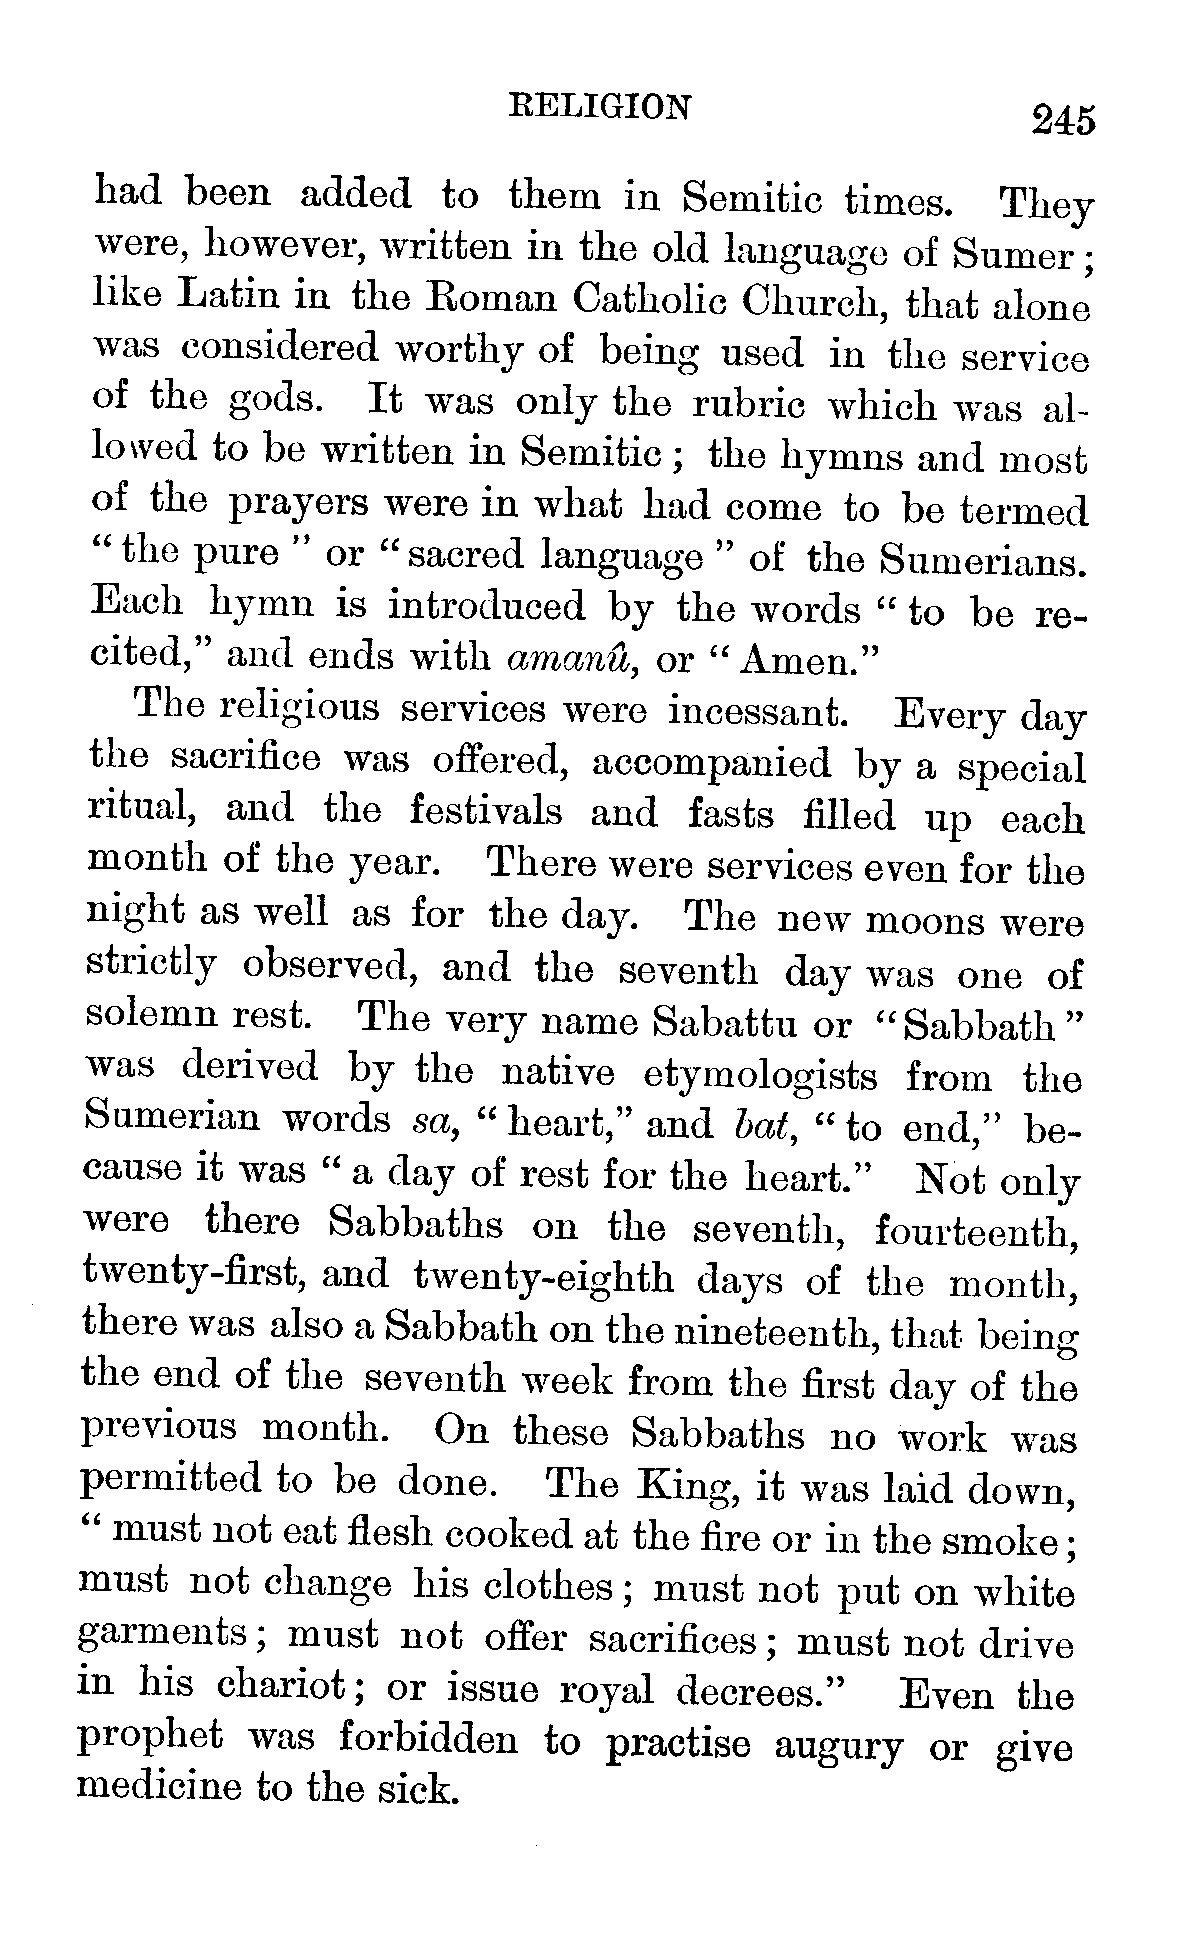 RELIGION 245
had been added to them in Semitic times. They
were, however, written in the old language of Sumer;
like Latin in the Roman Catholic Church, that alone
was considered worthy of being used in the service
of the gods. It was only the rubric which was al-
lowed to be written in Semitic; the hymns and most
of the prayers were in what had come to be termed
“the pure” or “sacred language” of the Sumerians.
Each hymn is introduced by the words “to be re-
cited,” and ends with amanû, or “Amen.”
The religious services were incessant. Every day
the sacrifice was offered, accompanied by a special
ritual, and the festivals and fasts filled up each
month of the year. There were services even for the
night as well as for the day. The new moons were
strictly observed, and the seventh day was one of
solemn rest. The very name Sabattu or “Sabbath”
was derived by the native etymologists from the
Sumerian words sa, “heart,” and bat, “to end,” be-
cause it was “a day of rest for the heart.” Not only
were there Sabbaths on the seventh, fourteenth,
twenty-first, and twenty-eighth days of the month,
there was also a Sabbath on the nineteenth, that being
the end of the seventh week from the first day of the
previous month. On these Sabbaths no work was
permitted to be done. The King, it was laid down,
“must not eat flesh cooked at the fire or in the smoke;
must not change his clothes; must not put on white
garments; must not offer sacrifices; must not drive
in his chariot; or issue royal decrees.” Even the
prophet was forbidden to practise augury or give
medicine to the sick.